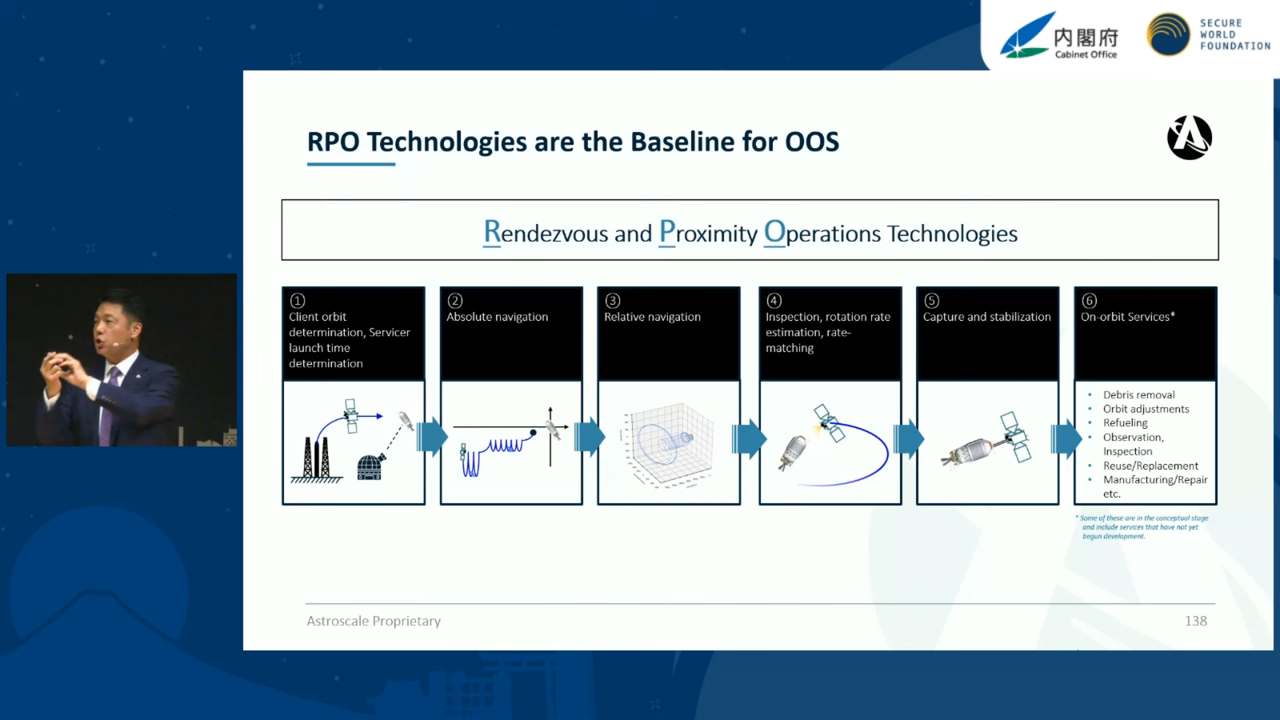 内閣府
Cabinet Office
SECURE
WORLD
FOUNDATION
RPO Technologies are the Baseline for OOS
Rendezvous and Proximity Operations Technologies
①
Client orbit
determination, Servicer
launch time
determination
②
Absolute navigation
③
Relative navigation
④
Inspection, rotation rate
estimation, rate-
matching
⑤
Capture and stabilization
⑥
On-orbit Services*
• Debris removal
• Orbit adjustments
• Refueling
• Observation,
Inspection
• Reuse/Replacement
• Manufacturing/Repair
etc.
* Some of these are in the conceptual stage
and include services that have not yet
begun development.
Astroscale Proprietary
138